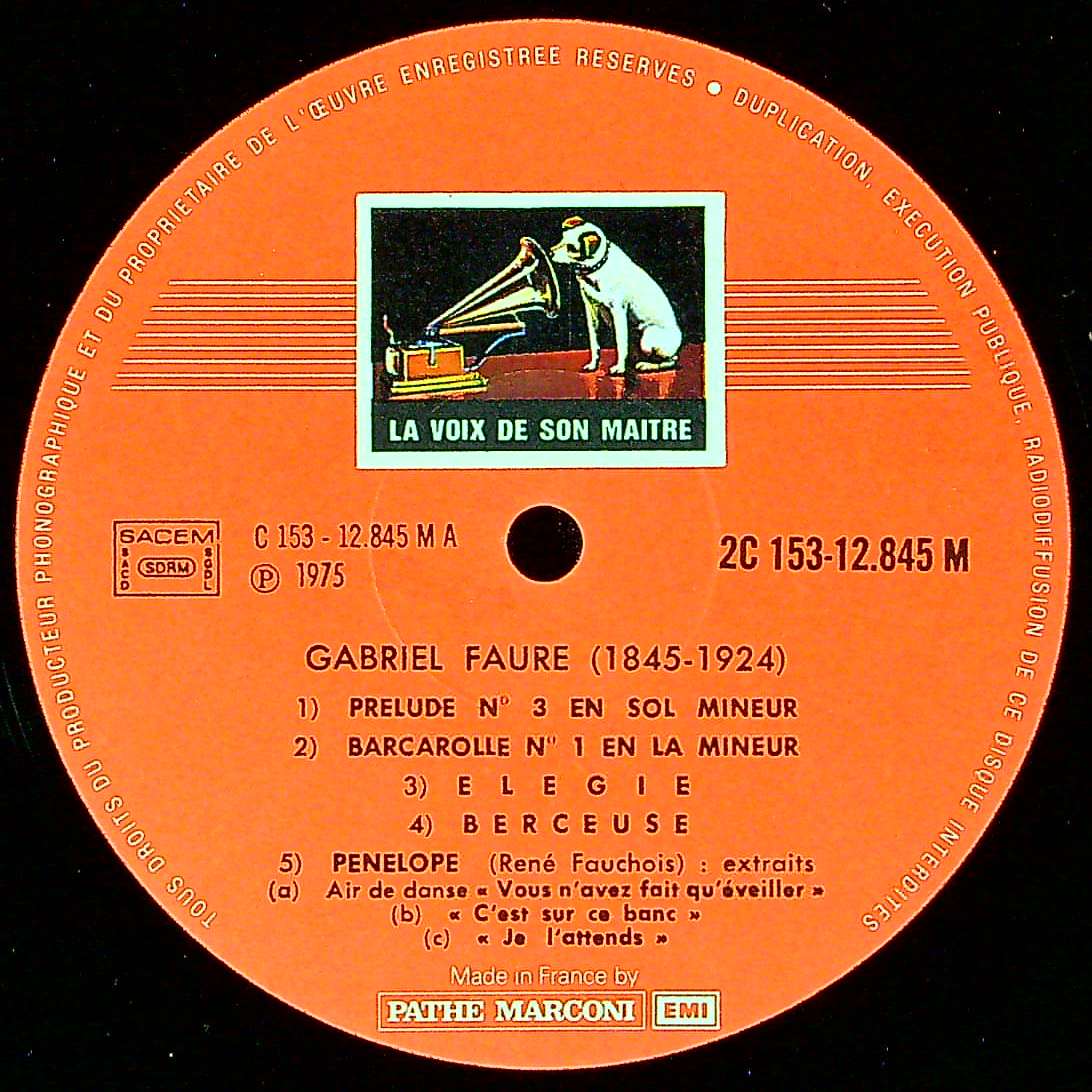 TOUS DROITS DU PRODUCTEUR PHONOGRAPHIQUE ET DU PROPRIETAIRE DE L'ŒUVRE ENREGISTREE RESERVES • DUPLICATION, EXECUTION PUBLIQUE, RADIODIFFUSION DE CE DISQUE INTERDITES
LA VOIX DE SON MAITRE
SACEM
SACD SDRM SGDL
C 153 - 12.845 M A
Ⓟ 1975
2C 153-12.845 M
GABRIEL FAURE (1845-1924)
1) PRELUDE Nº 3 EN SOL MINEUR
2) BARCAROLLE Nº 1 EN LA MINEUR
3) E L E G I E
4) B E R C E U S E
5) PENELOPE (René Fauchois) : extraits
(a) Air de danse « Vous n'avez fait qu'éveiller »
(b) « C'est sur ce banc »
(c) « Je l'attends »
Made in France by
PATHE MARCONI EMI